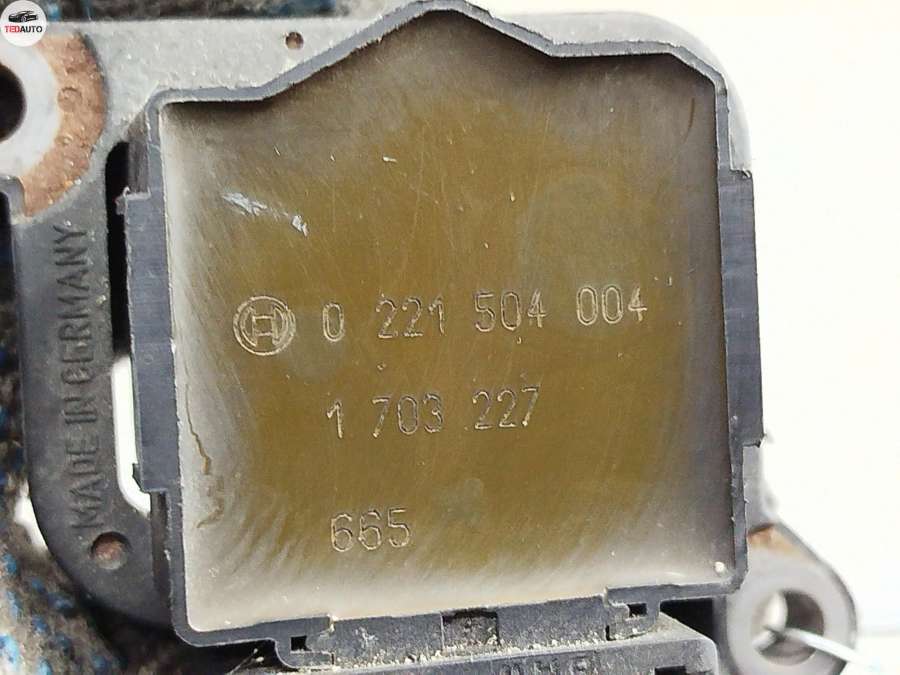 TEDAUTO
MADE IN GERMANY
0 221 504 004
1 703 227
665